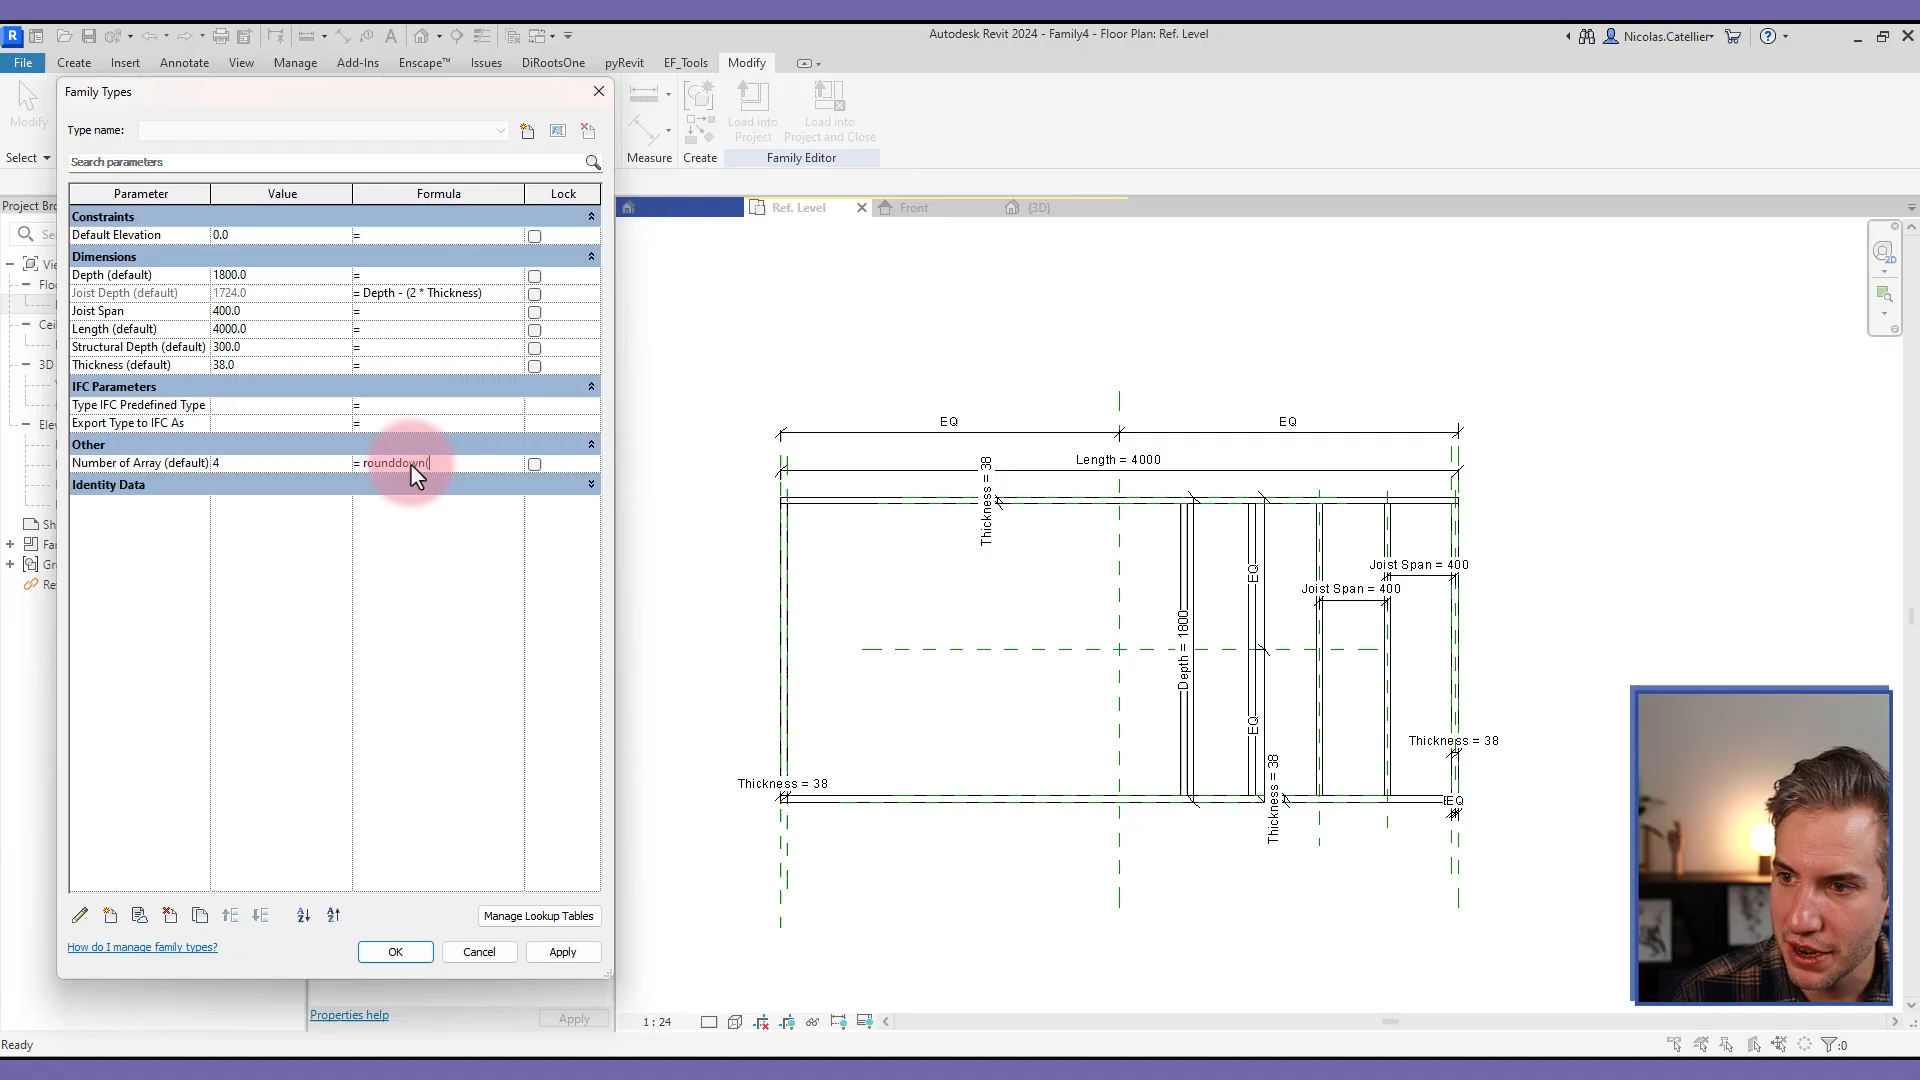 Autodesk Revit 2024 - Family4 - Floor Plan: Ref. Level
Nicolas.Catellier
File Create Insert Annotate View Manage Add-Ins Enscape™ Issues DiRootsOne pyRevit EF_Tools Modify
Family Types
Modify
Select
Type name:
Search parameters
Load into Project
Load into Project and Close
Measure Create Family Editor
Parameter Value Formula Lock
Constraints
Default Elevation 0.0 =
Dimensions
Depth (default) 1800.0 =
Joist Depth (default) 1724.0 = Depth - (2 * Thickness)
Joist Span 400.0 =
Length (default) 4000.0 =
Structural Depth (default) 300.0 =
Thickness (default) 38.0 =
IFC Parameters
Type IFC Predefined Type =
Export Type to IFC As =
Other
Number of Array (default) 4 = rounddown(
Identity Data
Manage Lookup Tables
How do I manage family types?
OK Cancel Apply
Properties help Apply
Project Bro
Ref. Level Front {3D}
EQ EQ
Length = 4000
Thickness = 38
Joist Span = 400
Joist Span = 400
EQ
Depth = 1800
EQ
Thickness = 38
Thickness = 38
Thickness = 38
EQ
1 : 24
Ready
:0